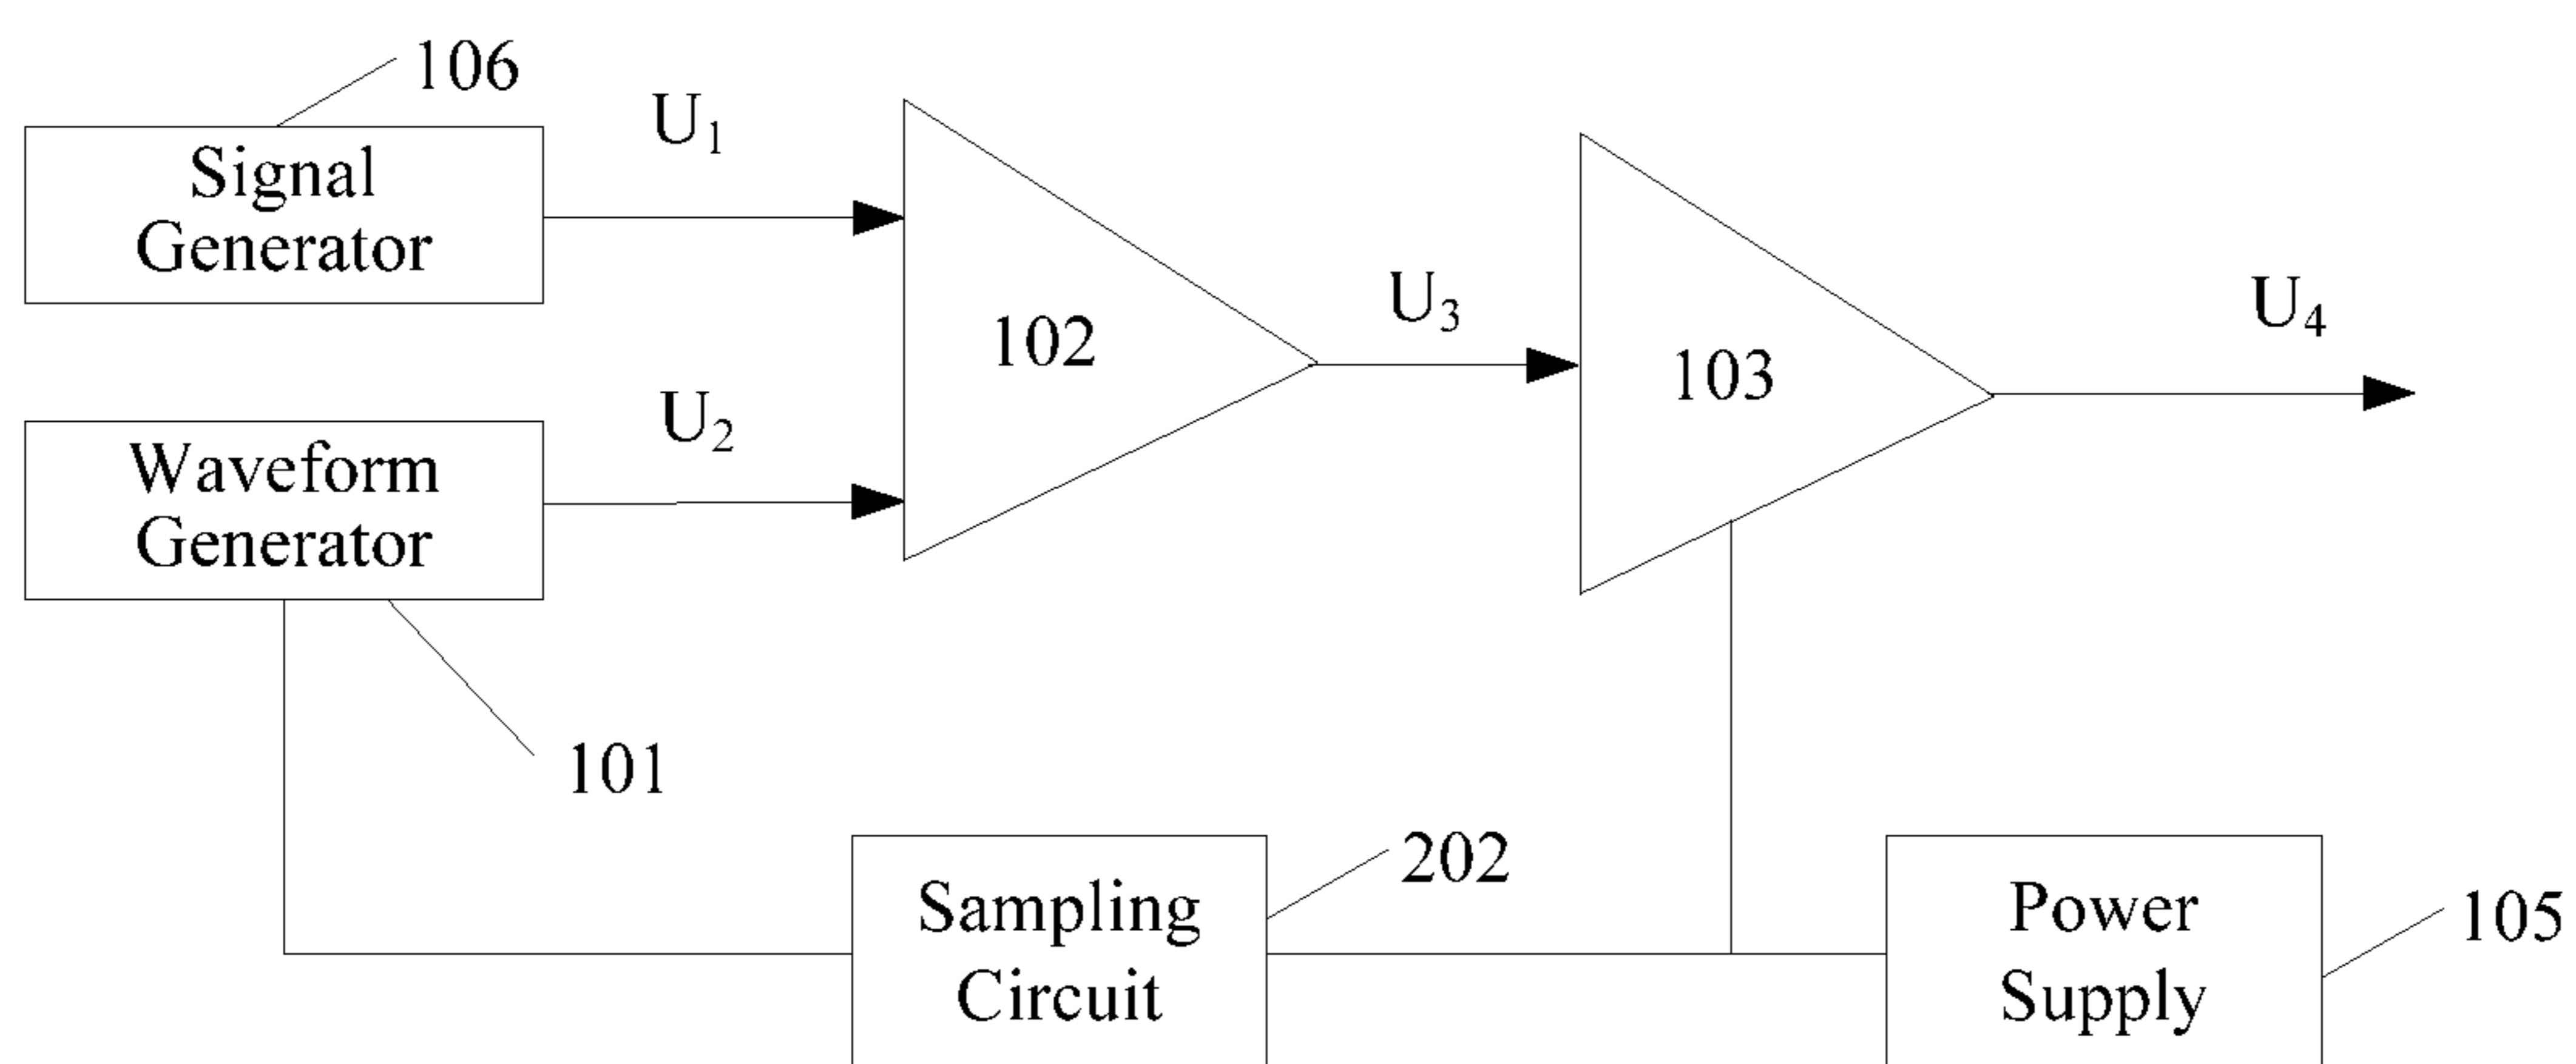 106
U1
Signal
Generator
U3
U4
102
103
U2
Waveform
Generator
101
202
Sampling
Circuit
Power
Supply
105